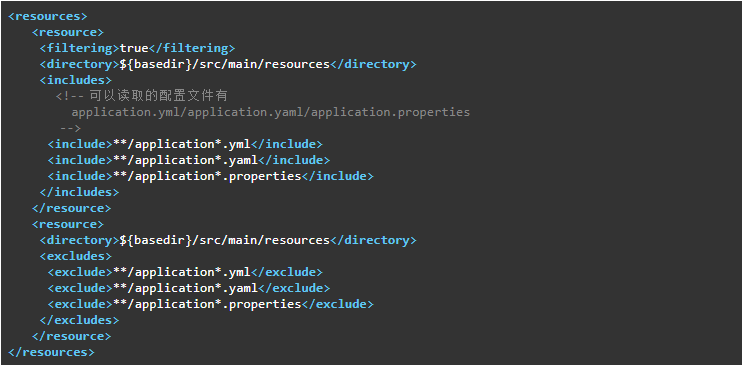 <resources>
<resource>
<filtering>true</filtering>
<directory>${basedir}/src/main/resources</directory>
<includes>
<!-- 可以读取的配置文件有
application.yml/application.yaml/application.properties
-->
<include>**/application*.yml</include>
<include>**/application*.yaml</include>
<include>**/application*.properties</include>
</includes>
</resource>
<resource>
<directory>${basedir}/src/main/resources</directory>
<excludes>
<exclude>**/application*.yml</exclude>
<exclude>**/application*.yaml</exclude>
<exclude>**/application*.properties</exclude>
</excludes>
</resource>
</resources>